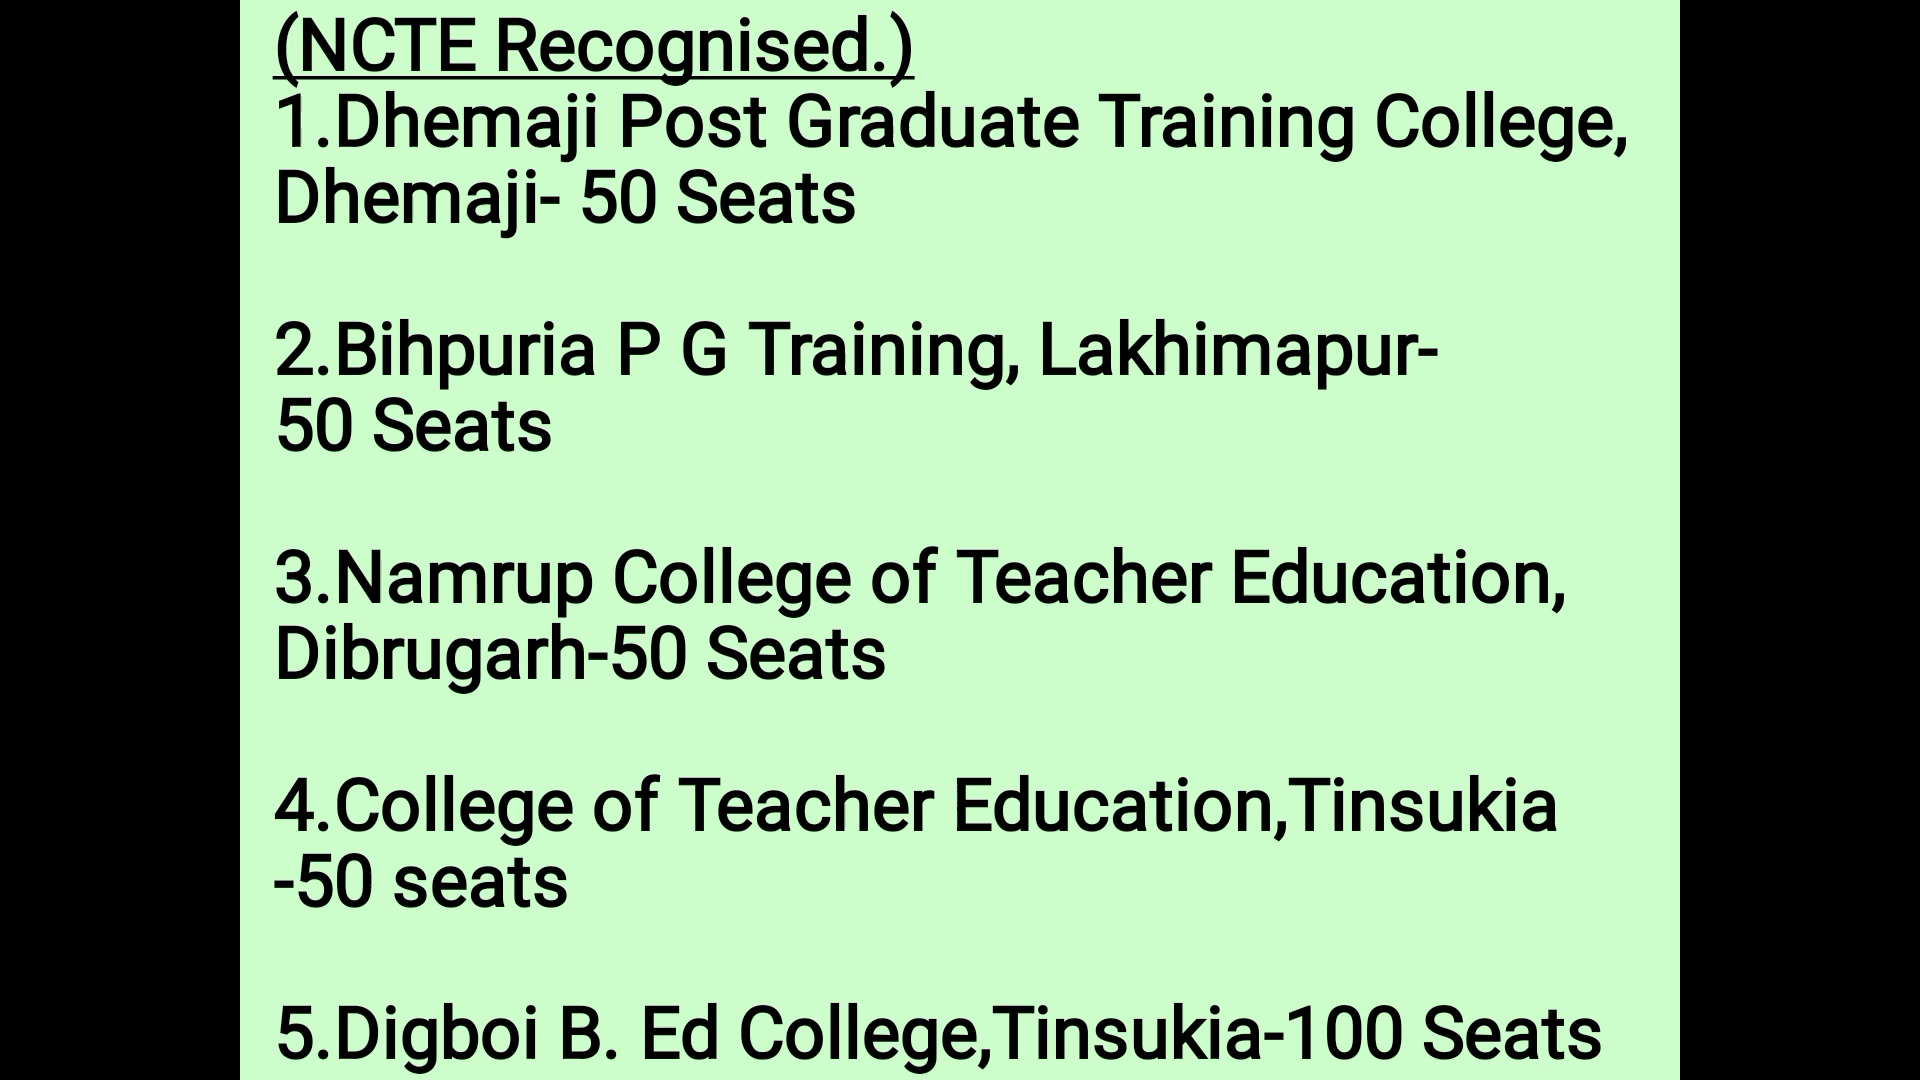 (NCTE Recognised.)
1.Dhemaji Post Graduate Training College,
Dhemaji- 50 Seats
2.Bihpuria P G Training, Lakhimapur-
50 Seats
3.Namrup College of Teacher Education,
Dibrugarh-50 Seats
4.College of Teacher Education,Tinsukia
-50 seats
5.Digboi B. Ed College,Tinsukia-100 Seats